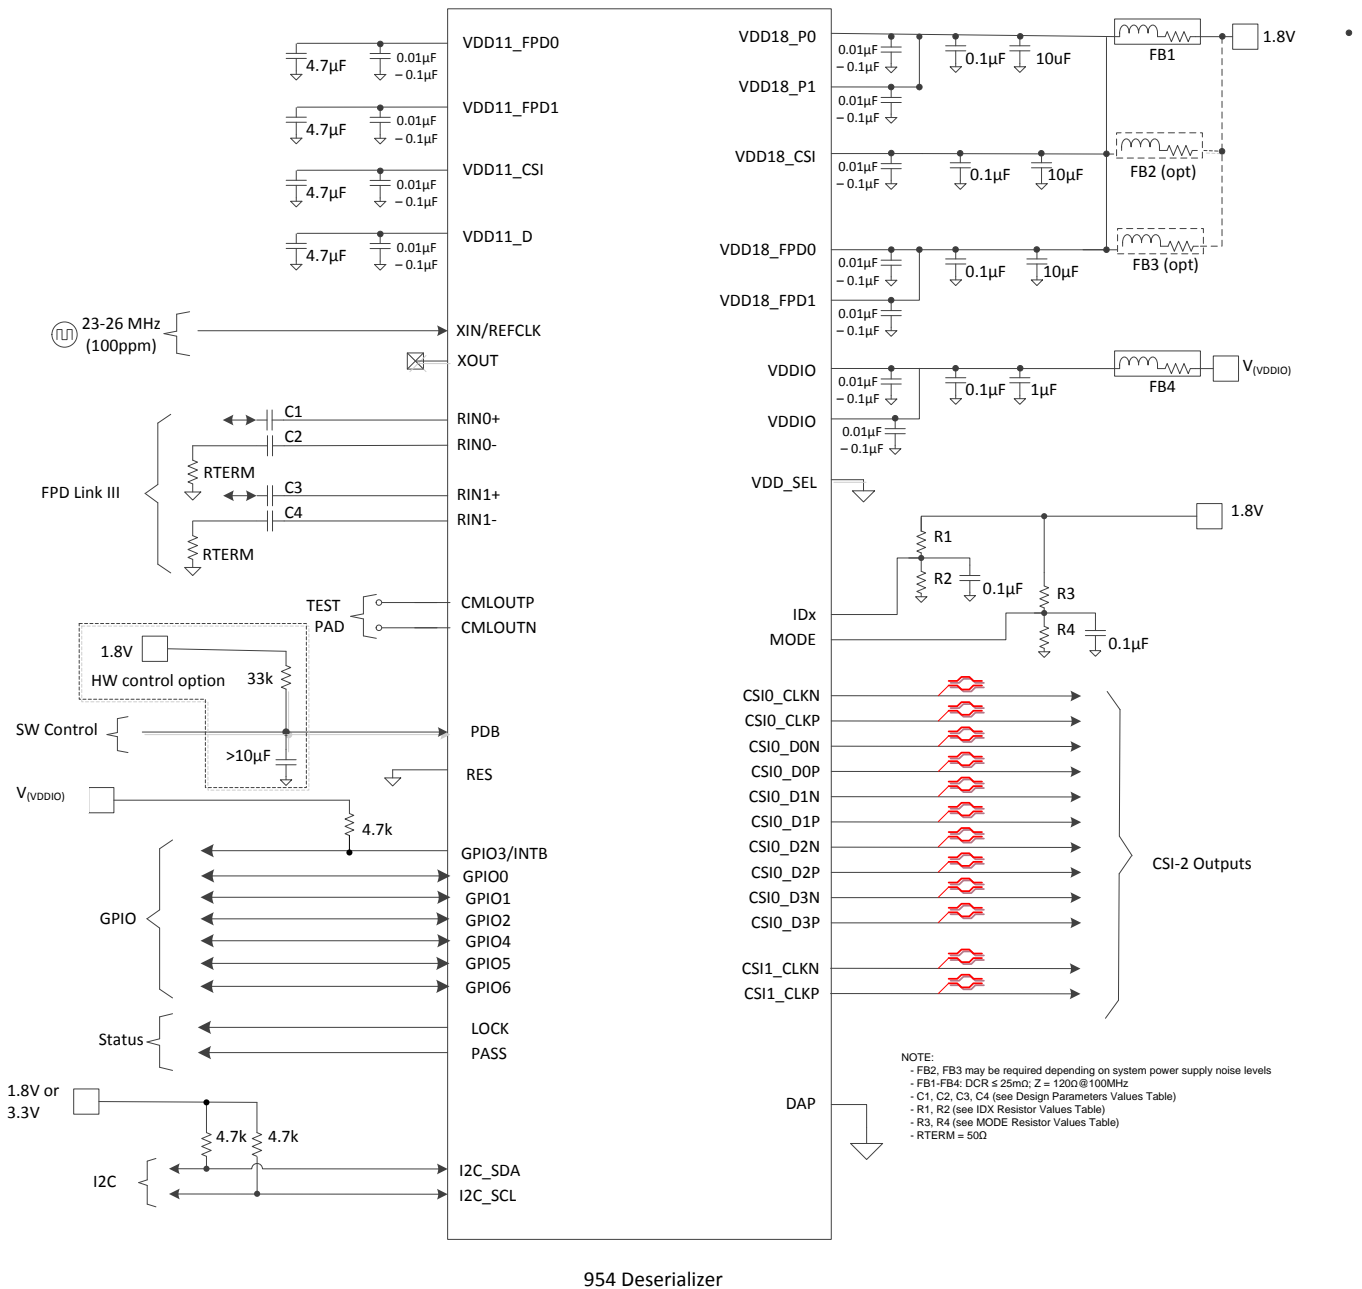 VDD11_FPD0
4.7µF
0.01µF
– 0.1µF
VDD11_FPD1
4.7µF
0.01µF
– 0.1µF
VDD11_CSI
4.7µF
0.01µF
– 0.1µF
VDD11_D
4.7µF
0.01µF
– 0.1µF
23-26 MHz
(100ppm)
XIN/REFCLK
XOUT
FPD Link III
C1
RIN0+
C2
RIN0-
RTERM
C3
RIN1+
C4
RIN1-
RTERM
TEST
PAD
CMLOUTP
CMLOUTN
1.8V
HW control option
33k
SW Control
PDB
>10µF
RES
V(VDDIO)
4.7k
GPIO
GPIO3/INTB
GPIO0
GPIO1
GPIO2
GPIO4
GPIO5
GPIO6
Status
LOCK
PASS
1.8V or
3.3V
4.7k
4.7k
I2C
I2C_SDA
I2C_SCL
VDD18_P0
0.01µF
– 0.1µF
0.1µF
10uF
FB1
1.8V
VDD18_P1
0.01µF
– 0.1µF
VDD18_CSI
0.01µF
– 0.1µF
0.1µF
10µF
FB2 (opt)
VDD18_FPD0
0.01µF
– 0.1µF
0.1µF
10µF
FB3 (opt)
VDD18_FPD1
0.01µF
– 0.1µF
VDDIO
0.01µF
– 0.1µF
0.1µF
1µF
FB4
V(VDDIO)
VDDIO
0.01µF
– 0.1µF
VDD_SEL
1.8V
R1
R2
0.1µF
R3
R4
0.1µF
IDx
MODE
CSI0_CLKN
CSI0_CLKP
CSI0_D0N
CSI0_D0P
CSI0_D1N
CSI0_D1P
CSI0_D2N
CSI0_D2P
CSI0_D3N
CSI0_D3P
CSI1_CLKN
CSI1_CLKP
CSI-2 Outputs
DAP
NOTE:
- FB2, FB3 may be required depending on system power supply noise levels
- FB1-FB4: DCR ≤ 25mΩ; Z = 120Ω@100MHz
- C1, C2, C3, C4 (see Design Parameters Values Table)
- R1, R2 (see IDX Resistor Values Table)
- R3, R4 (see MODE Resistor Values Table)
- RTERM = 50Ω
954 Deserializer